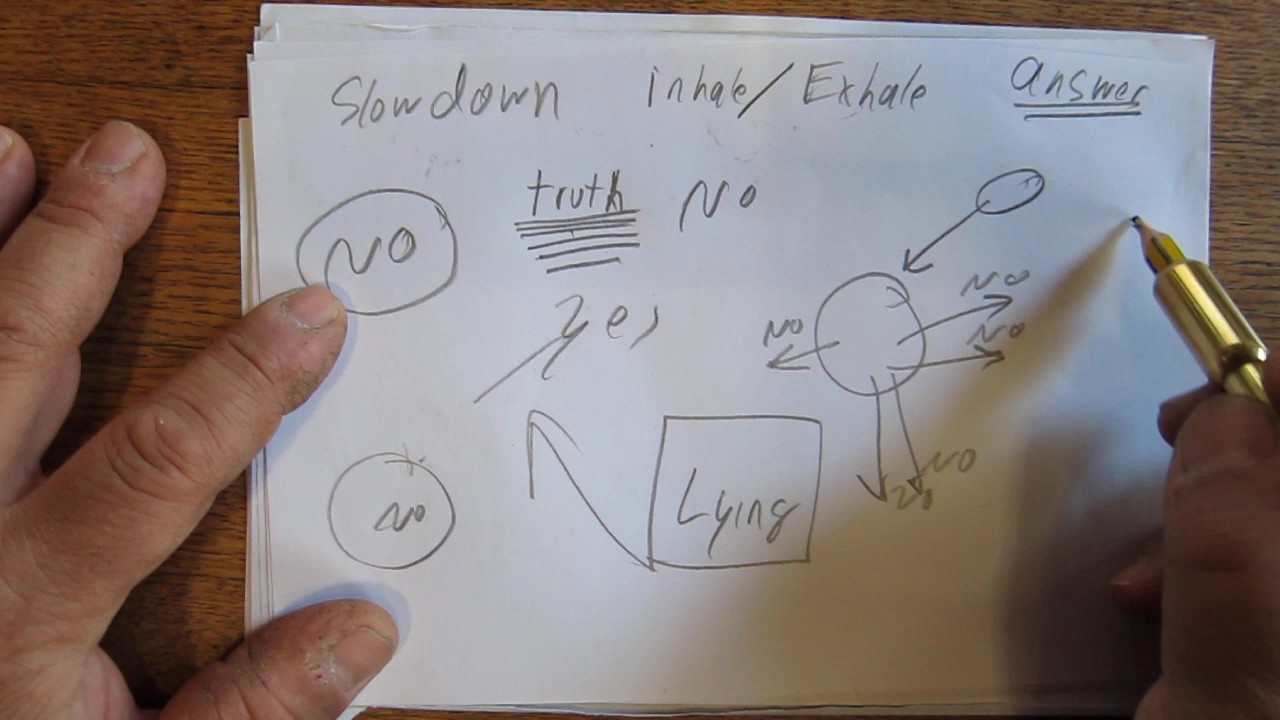 Slowdown inhale/Exhale answer
NO truth NO
yes
NO
NO NO
NO
NO
NO Lying